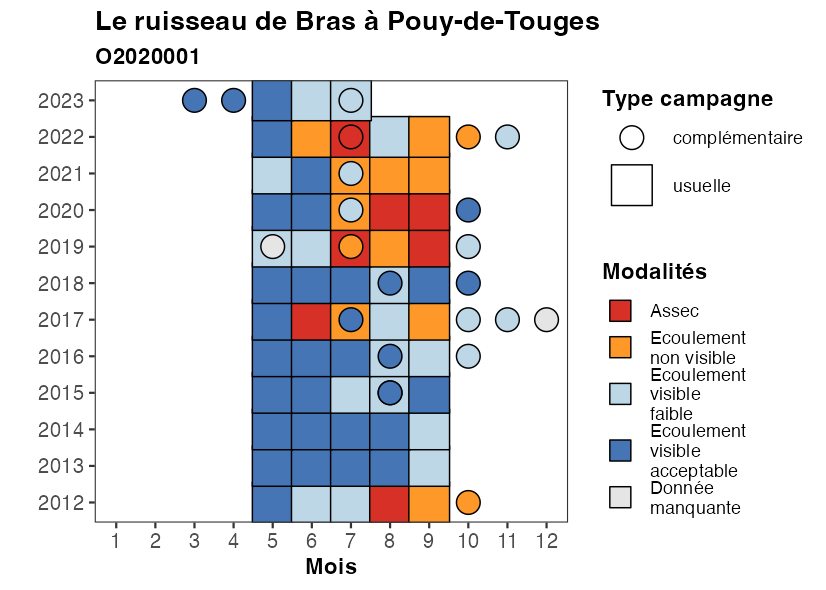 Le ruisseau de Bras à Pouy-de-Touges
O2020001
2023
2022
2021
2020
2019
2018
2017
2016
2015
2014
2013
2012
1 2 3 4 5 6 7 8 9 10 11 12
Mois
Type campagne
complémentaire
usuelle
Modalités
Assec
Ecoulement
non visible
Ecoulement
visible
faible
Ecoulement
visible
acceptable
Donnée
manquante